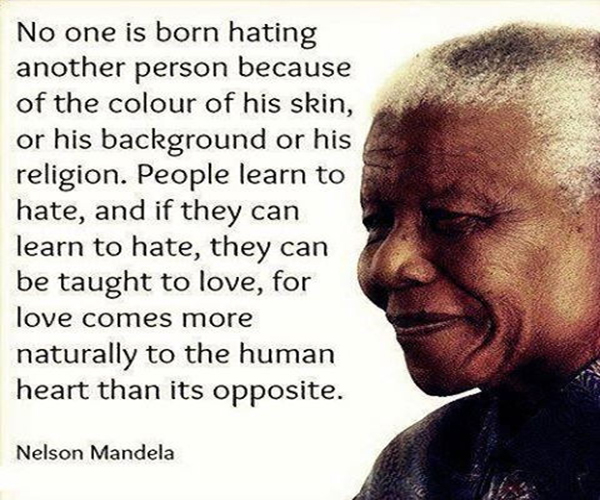 No one is born hating
another person because
of the colour of his skin,
or his background or his
religion. People learn to
hate, and if they can
learn to hate, they can
be taught to love, for
love comes more
naturally to the human
heart than its opposite.
Nelson Mandela